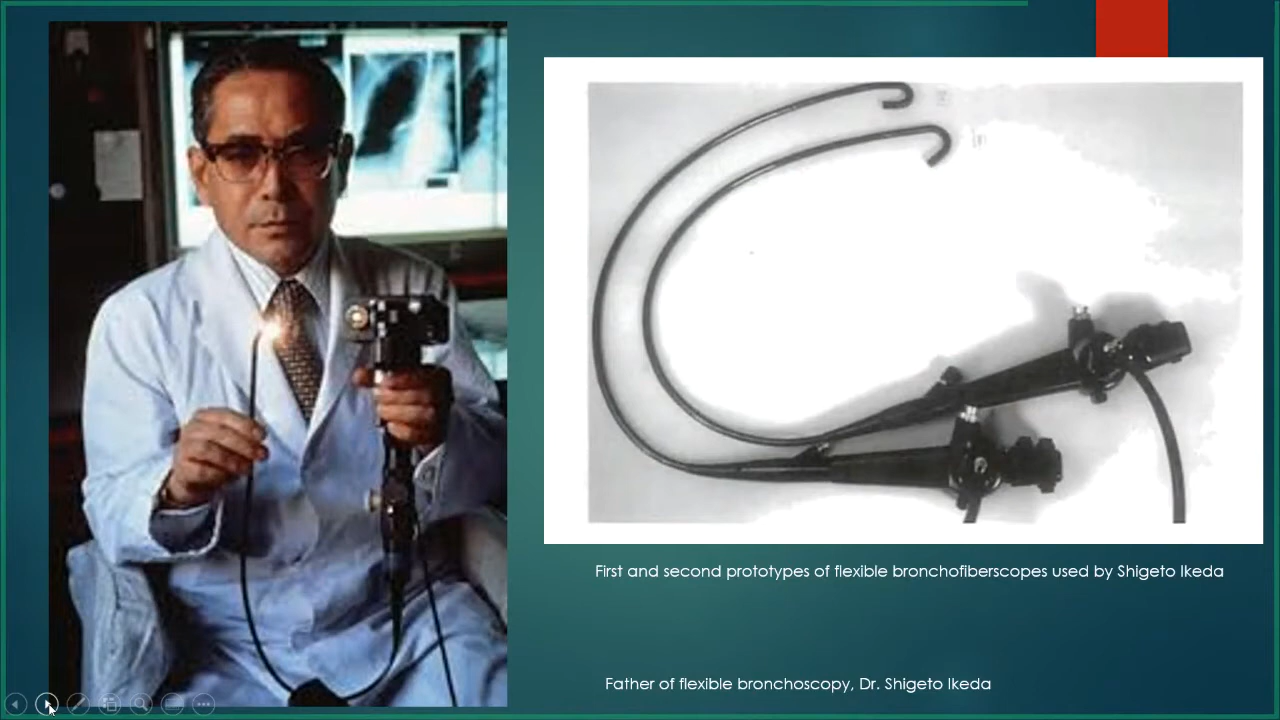 First and second prototypes of flexible bronchofiberscopes used by Shigeto Ikeda
Father of flexible bronchoscopy, Dr. Shigeto Ikeda